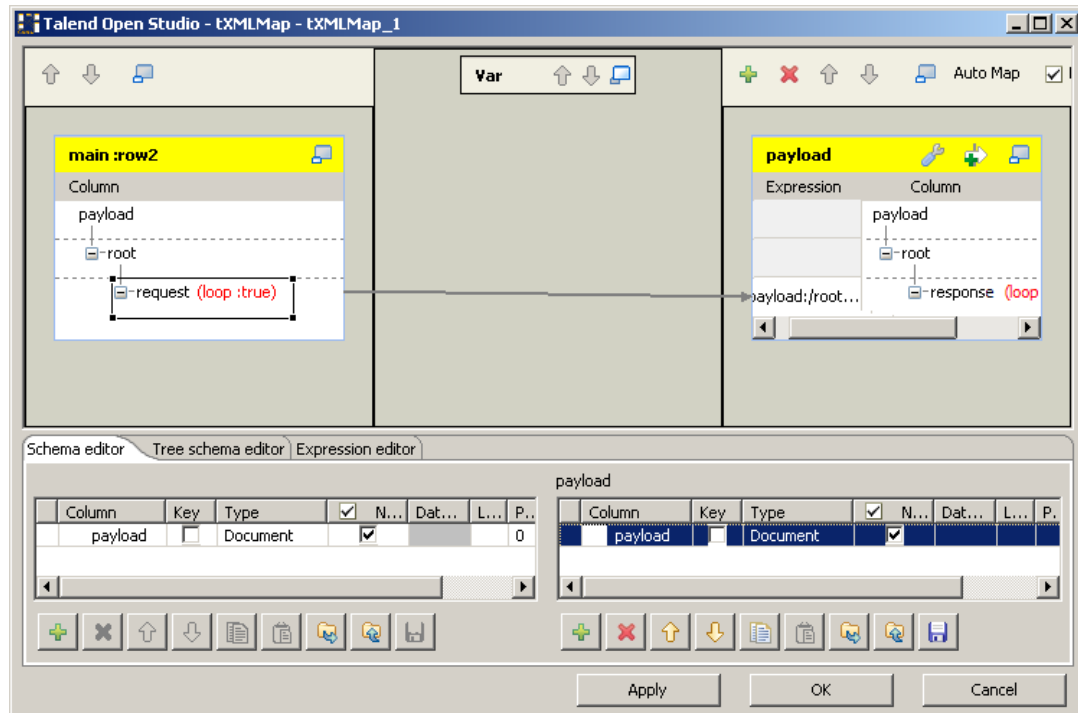 Talend Open Studio - tXMLMap - tXMLMap_1
Var
Auto Map
main :row2
Column
payload
root
request (loop :true)
payload
Expression Column
payload
root
ayload:/root... response (loop
Schema editor Tree schema editor Expression editor
Column Key Type N... Dat... L... P..
payload Document 0
payload
Column Key Type N... Dat... L... P.
payload Document
Apply OK Cancel